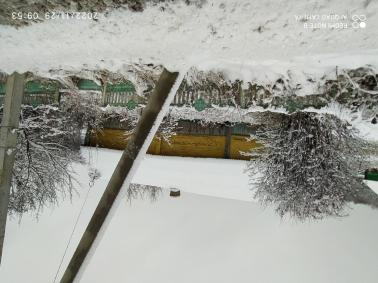 REDMI NOTE 8
AI QUAD CAMERA
2022/11/29 09:53